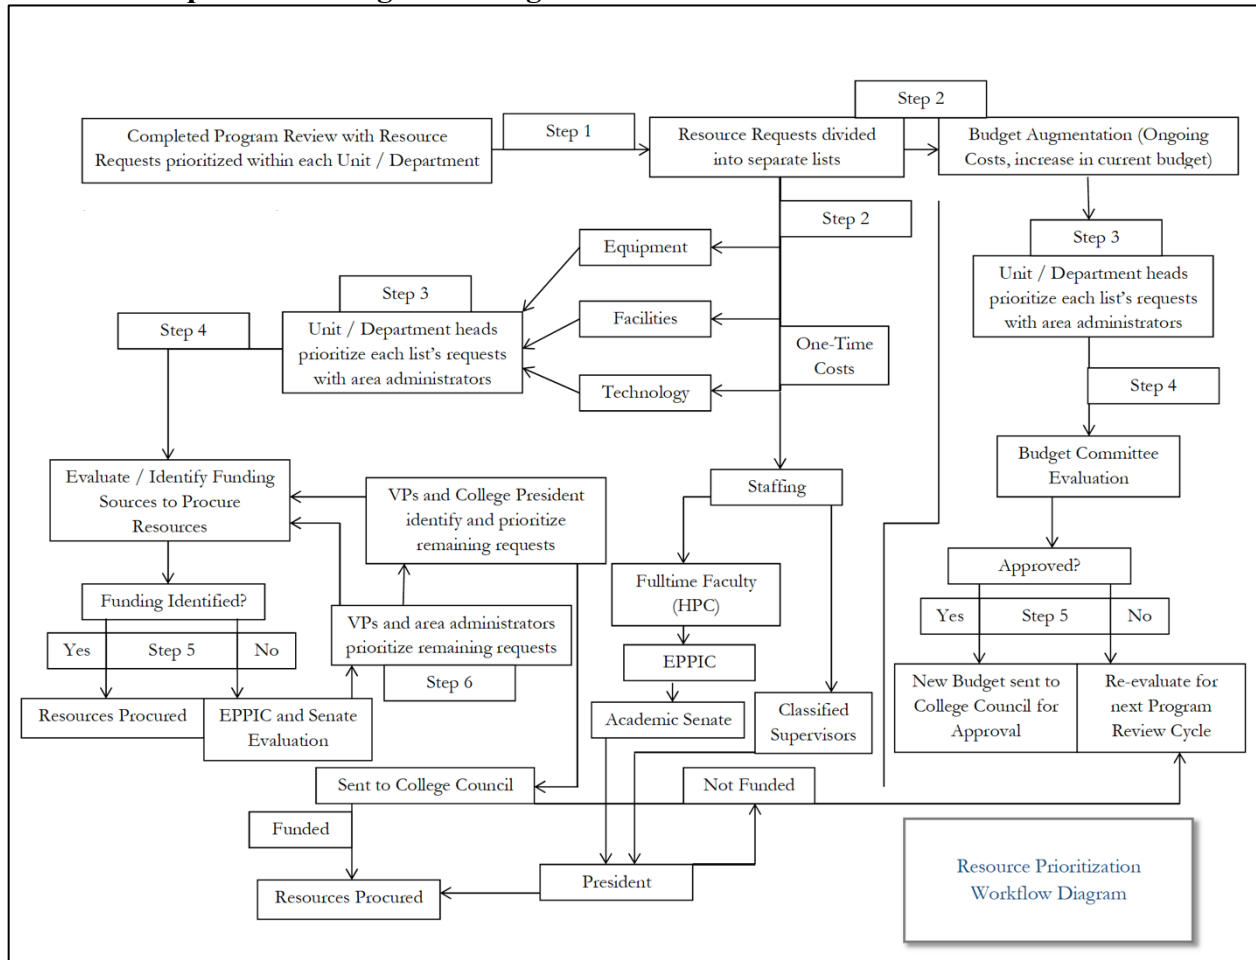 Step 2
Completed Program Review with Resource
Requests prioritized within each Unit / Department
Step 1
Resource Requests divided
into separate lists
Budget Augmentation (Ongoing
Costs, increase in current budget)
Step 2
Step 3
Equipment
Unit / Department heads
prioritize each list's requests
with area administrators
Step 3
Step 4
Unit / Department heads
prioritize each list's requests
with area administrators
Facilities
One-Time
Costs
Technology
Step 4
Evaluate / Identify Funding
Sources to Procure
Resources
VPs and College President
identify and prioritize
remaining requests
Staffing
Budget Committee
Evaluation
Funding Identified?
Fulltime Faculty
(HPC)
Approved?
Yes
Step 5
No
VPs and area administrators
prioritize remaining requests
Step 6
EPPIC
Yes
Step 5
No
Resources Procured
EPPIC and Senate
Evaluation
Academic Senate
Classified
Supervisors
New Budget sent to
College Council for
Approval
Re-evaluate for
next Program
Review Cycle
Sent to College Council
Not Funded
Funded
Resources Procured
President
Resource Prioritization
Workflow Diagram